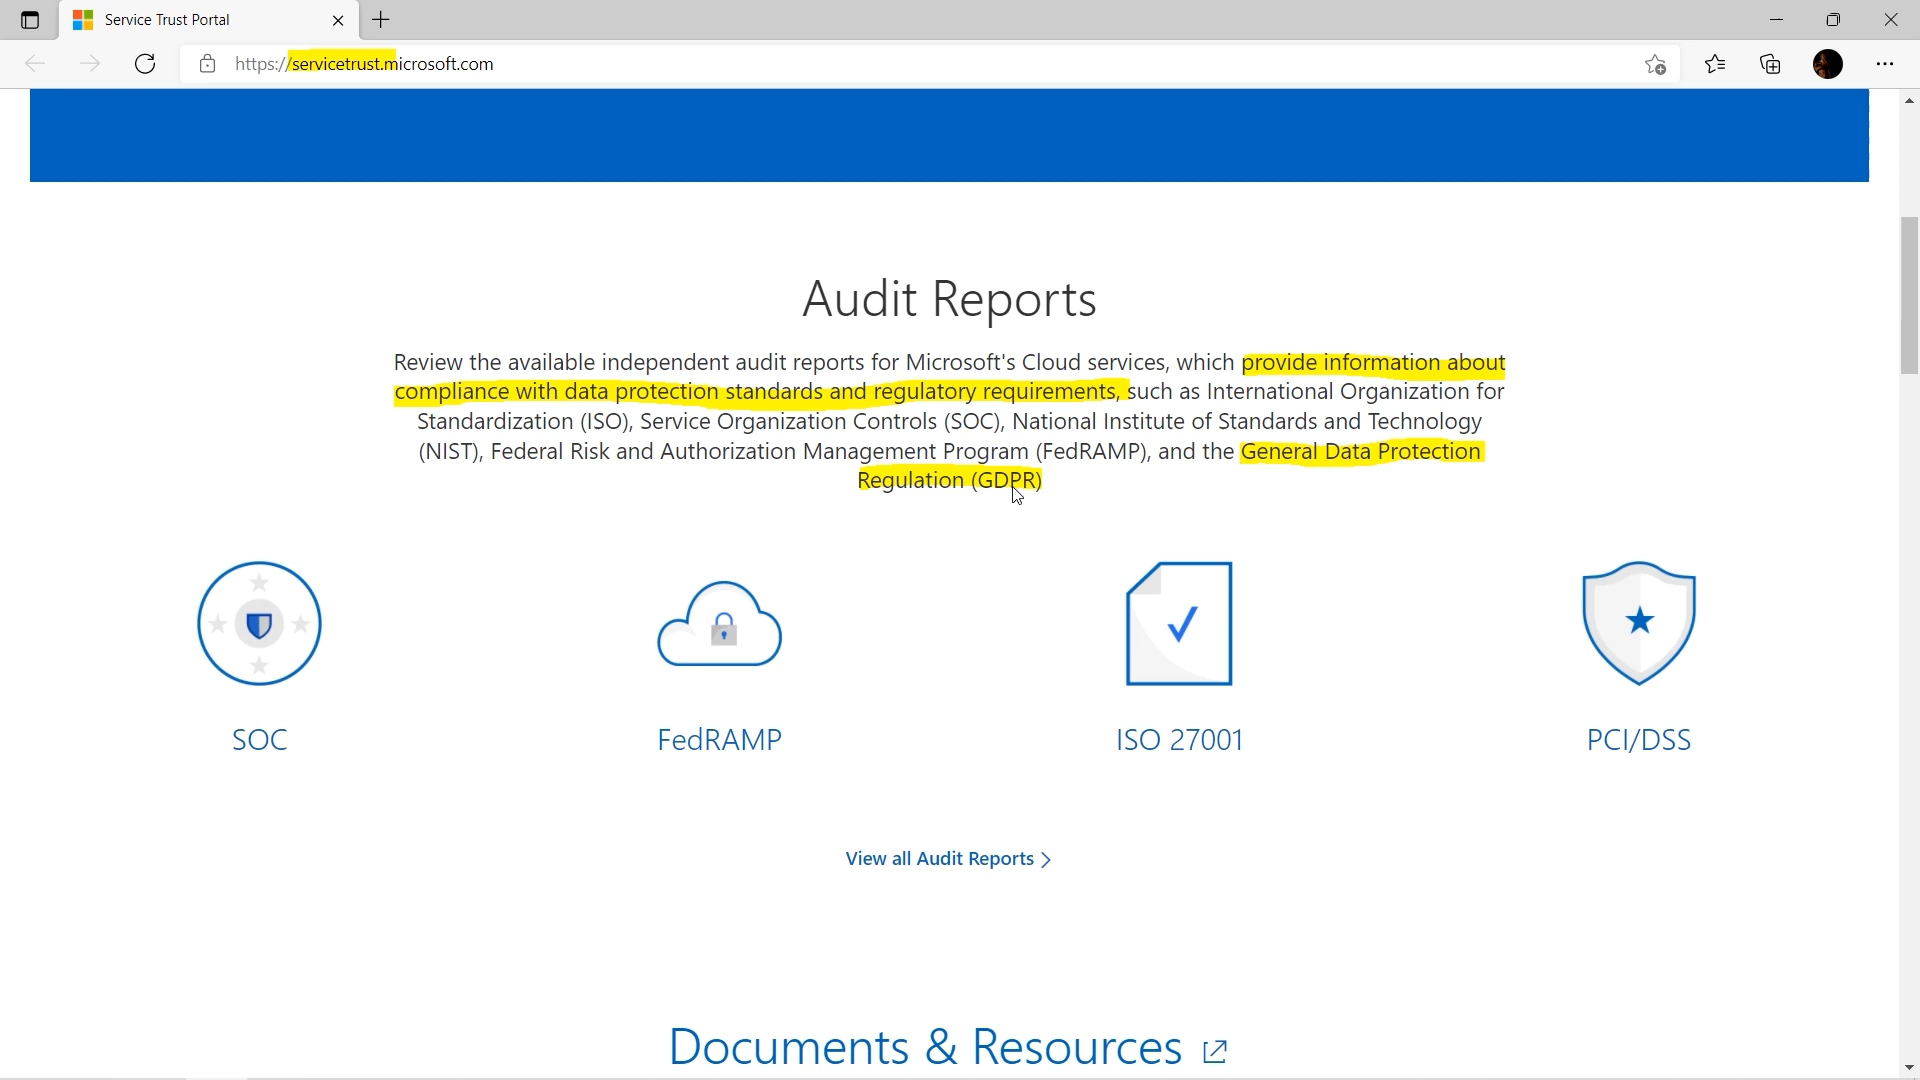 Service Trust Portal
https://servicetrust.microsoft.com
Audit Reports
Review the available independent audit reports for Microsoft's Cloud services, which provide information about
compliance with data protection standards and regulatory requirements, such as International Organization for
Standardization (ISO), Service Organization Controls (SOC), National Institute of Standards and Technology
(NIST), Federal Risk and Authorization Management Program (FedRAMP), and the General Data Protection
Regulation (GDPR)
SOC
FedRAMP
ISO 27001
PCI/DSS
View all Audit Reports
Documents & Resources